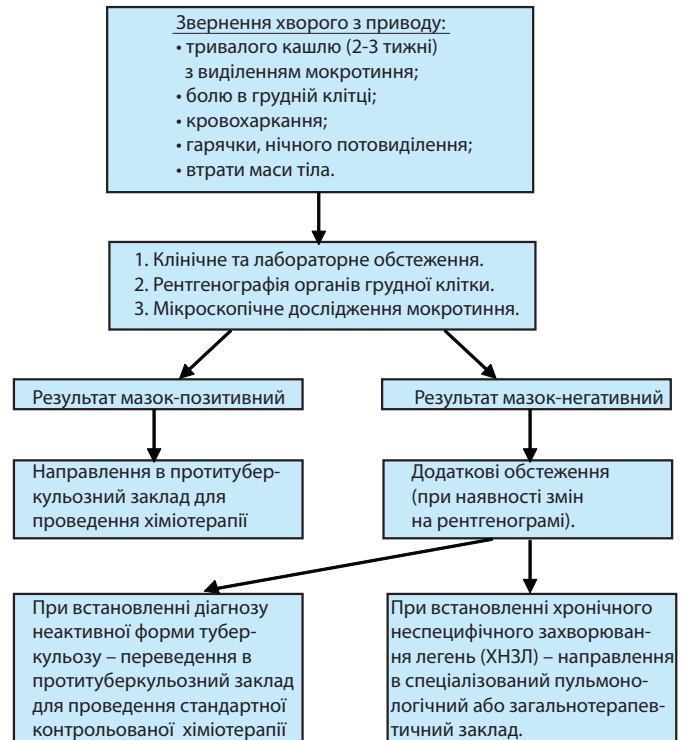 Звернення хворого з приводу:
• тривалого кашлю (2-3 тижні)
з виділенням мокротиння;
• болю в грудній клітці;
• кровохаркання;
• гарячки, нічного потовиділення;
• втрати маси тіла.
1. Клінічне та лабораторне обстеження.
2. Рентгенографія органів грудної клітки.
3. Мікроскопічне дослідження мокротиння.
Результат мазок-позитивний
Результат мазок-негативний
Направлення в протитубер-
кульозний заклад для
проведення хіміотерапії
Додаткові обстеження
(при наявності змін
на рентгенограмі).
При встановленні діагнозу
неактивної форми тубер-
кульозу – переведення в
протитуберкульозний заклад
для проведення стандартної
контрольованої хіміотерапії
При встановленні хронічного
неспецифічного захворюван-
ня легень (ХНЗЛ) – направлення
в спеціалізований пульмоно-
логічний або загальнотерапев-
тичний заклад.